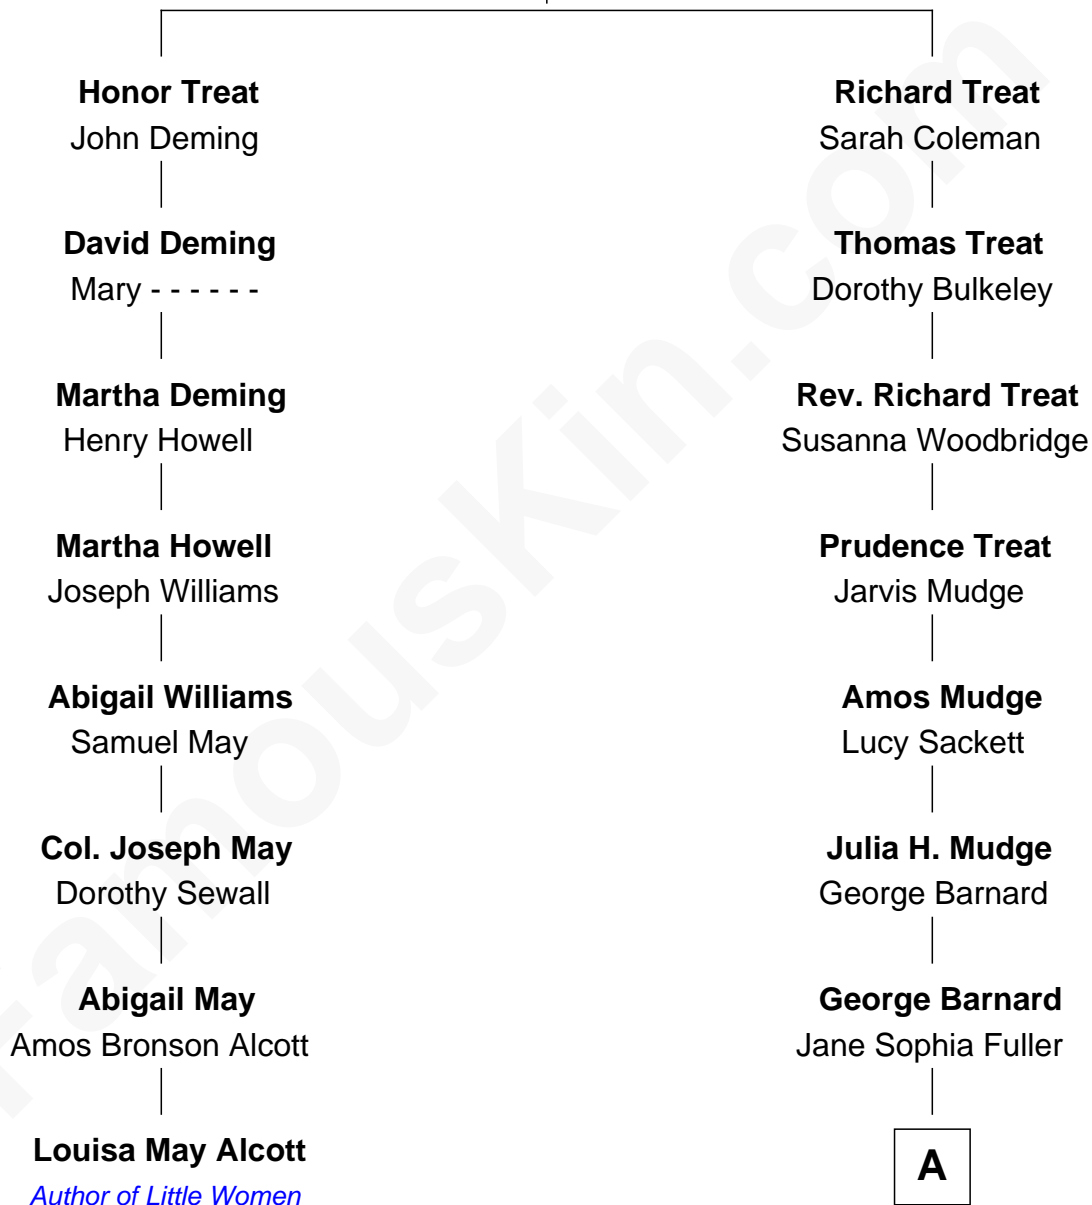 Honor Treat
John Deming
David Deming
Mary - - - - - -
Martha Deming
Henry Howell
Martha Howell
Joseph Williams
Abigail Williams
Samuel May
Col. Joseph May
Dorothy Sewall
Abigail May
Amos Bronson Alcott
Louisa May Alcott
Author of Little Women
Richard Treat
Sarah Coleman
Thomas Treat
Dorothy Bulkeley
Rev. Richard Treat
Susanna Woodbridge
Prudence Treat
Jarvis Mudge
Amos Mudge
Lucy Sackett
Julia H. Mudge
George Barnard
George Barnard
Jane Sophia Fuller
A
FamousKin.com